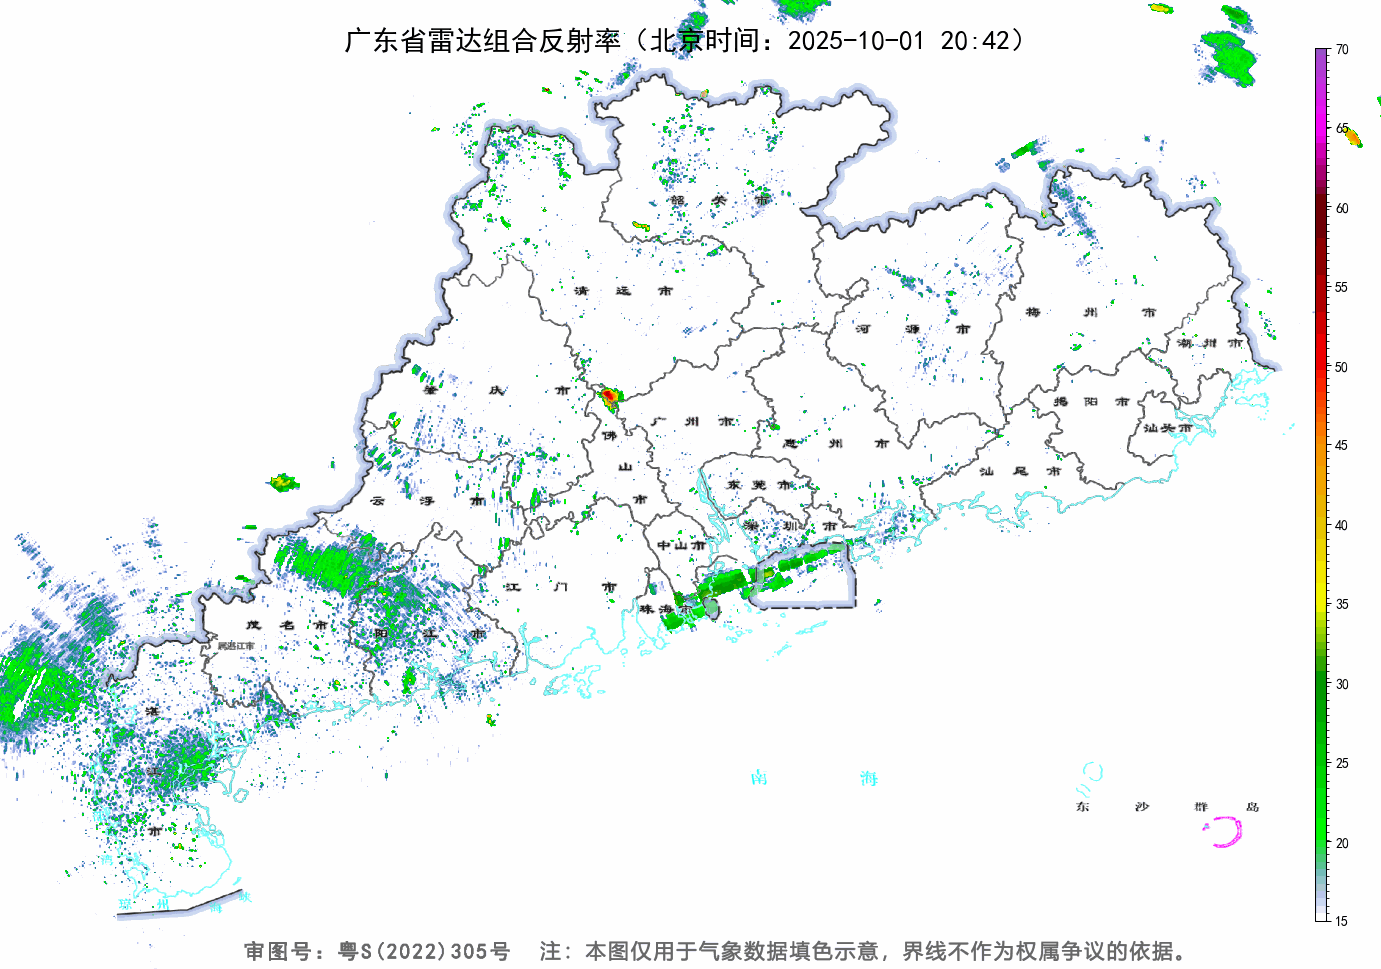 广东省雷达组合反射率（北京时间：2025-10-01 20:42）
70
65
60
55
50
45
40
35
30
25
20
15
韶关市
清远市
河源市
梅州市
潮州市
肇庆市
广州市
惠州市
揭阳市
汕头市
佛山市
东莞市
汕尾市
云浮市
深圳市
中山市
江门市
珠海市
茂名市
阳江市
属湛江市
湛江市
南海
东沙群岛
琼州海峡
审图号：粤S(2022)305号 注：本图仅用于气象数据填色示意，界线不作为权属争议的依据。